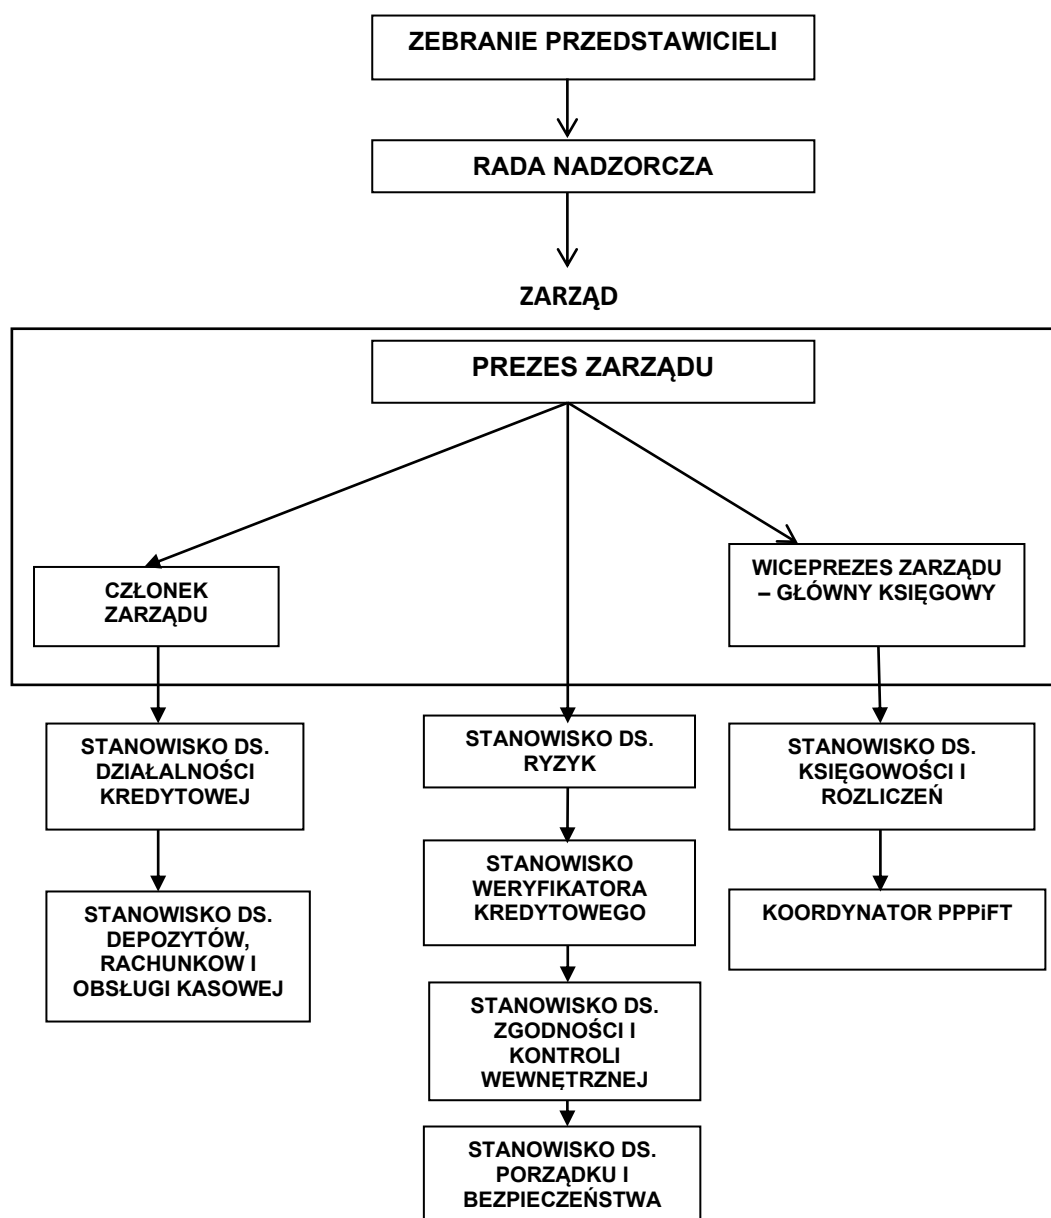 ZEBRANIE PRZEDSTAWICIELI
RADA NADZORCZA
ZARZĄD
PREZES ZARZĄDU
CZŁONEK
ZARZĄDU
WICEPREZES ZARZĄDU
– GŁÓWNY KSIĘGOWY
STANOWISKO DS.
DZIAŁALNOŚCI
KREDYTOWEJ
STANOWISKO DS.
DEPOZYTÓW,
RACHUNKOW I
OBSŁUGI KASOWEJ
STANOWISKO DS.
RYZYK
STANOWISKO
WERYFIKATORA
KREDYTOWEGO
STANOWISKO DS.
ZGODNOŚCI I
KONTROLI
WEWNĘTRZNEJ
STANOWISKO DS.
PORZĄDKU I
BEZPIECZEŃSTWA
STANOWISKO DS.
KSIĘGOWOŚCI I
ROZLICZEŃ
KOORDYNATOR PPPiFT